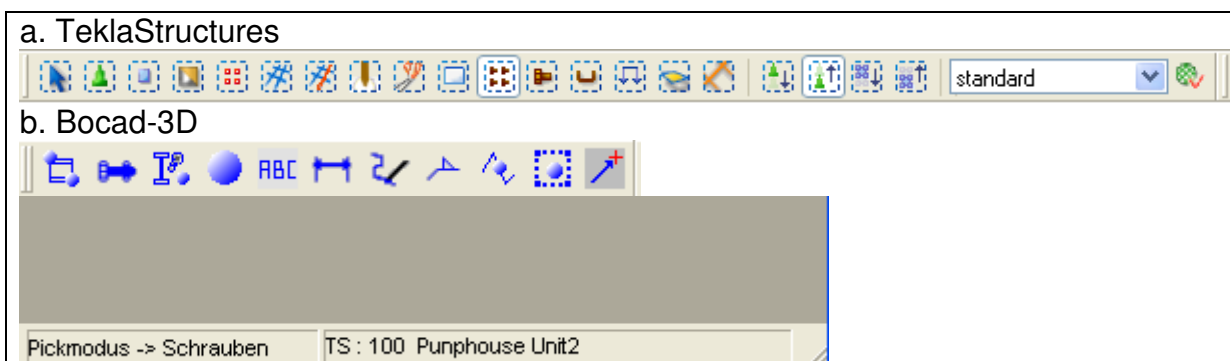 a. TeklaStructures
standard
b. Bocad-3D
ABC
Pickmodus -> Schrauben TS : 100 Punphouse Unit2